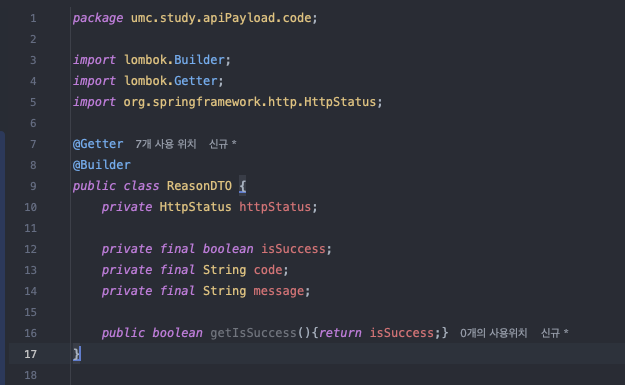 1 package umc.study.apiPayload.code;
2
3 import lombok.Builder;
4 import lombok.Getter;
5 import org.springframework.http.HttpStatus;
6
7 @Getter 7개 사용 위치 신규 *
8 @Builder
9 public class ReasonDTO {
10 private HttpStatus httpStatus;
11
12 private final boolean isSuccess;
13 private final String code;
14 private final String message;
15
16 public boolean getIsSuccess(){return isSuccess;} 0개의 사용위치 신규 *
17 }
18